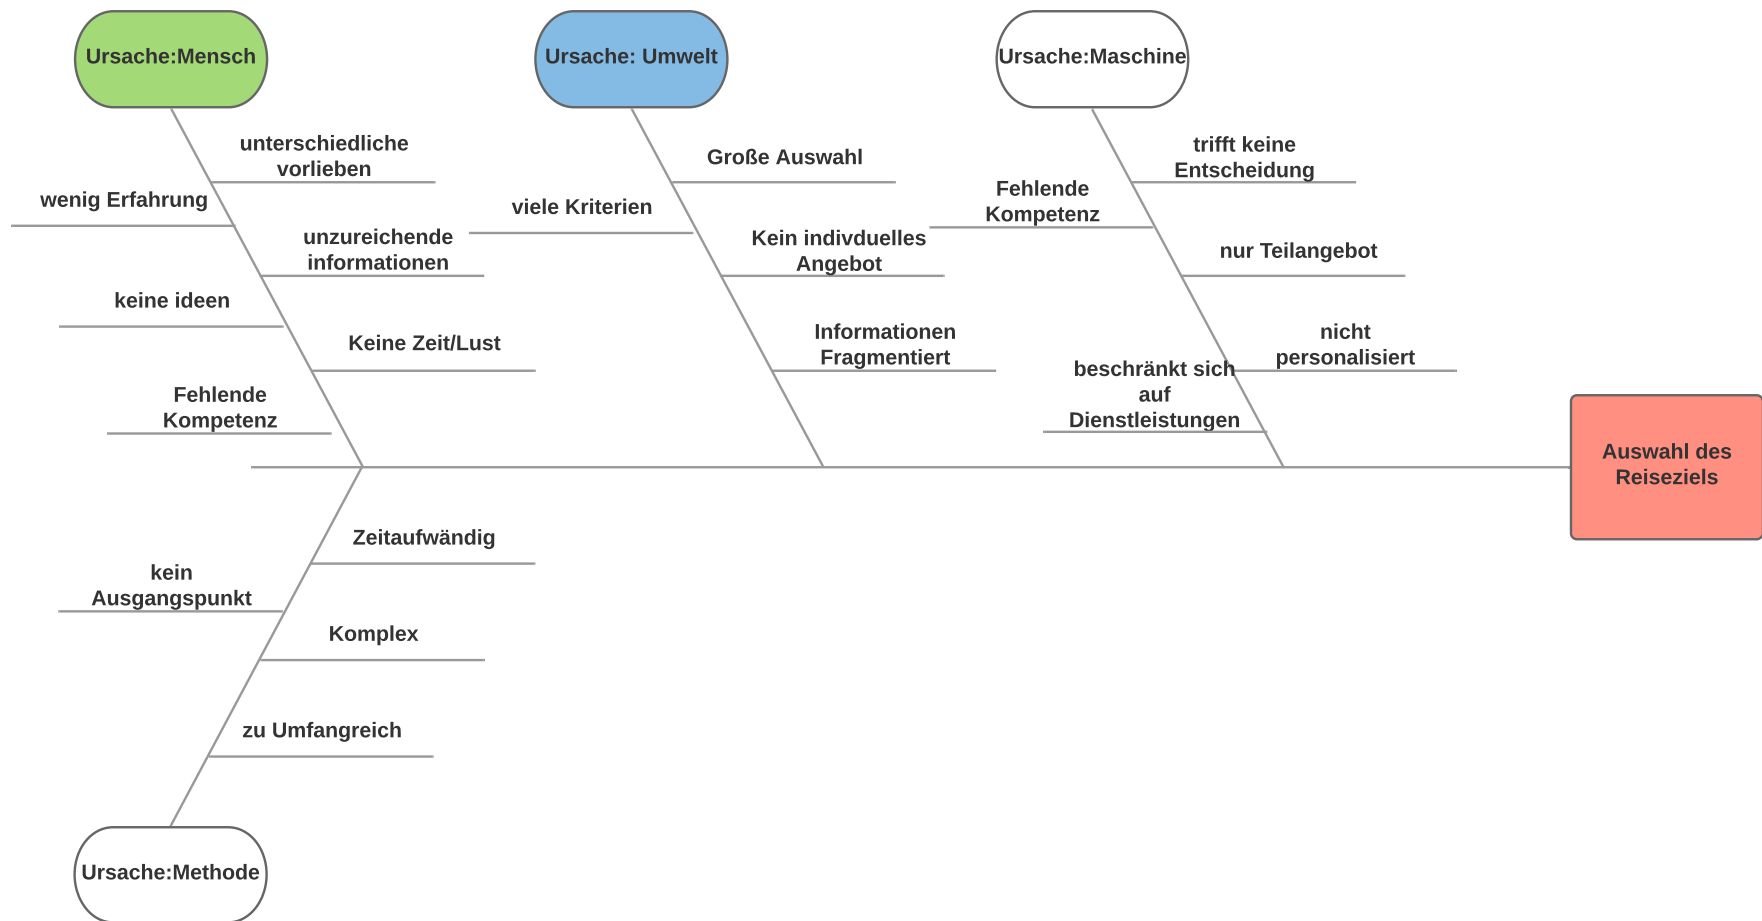 Ursache:Mensch
Ursache: Umwelt
Ursache:Maschine
unterschiedliche
vorlieben
wenig Erfahrung
unzureichende
informationen
keine ideen
Keine Zeit/Lust
Fehlende
Kompetenz
Große Auswahl
viele Kriterien
Kein indivduelles
Angebot
Informationen
Fragmentiert
trifft keine
Entscheidung
Fehlende
Kompetenz
nur Teilangebot
nicht
personalisiert
beschränkt sich
auf
Dienstleistungen
Auswahl des
Reiseziels
Zeitaufwändig
kein
Ausgangspunkt
Komplex
zu Umfangreich
Ursache:Methode